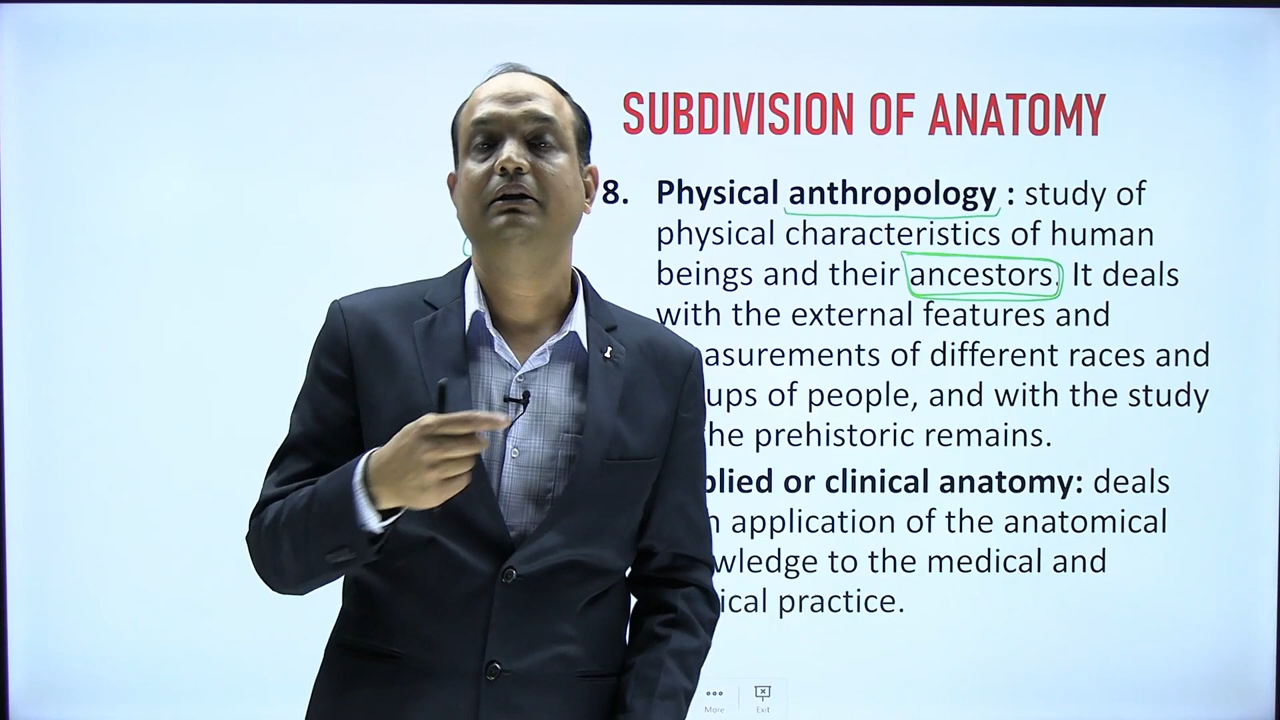 SUBDIVISION OF ANATOMY
8. Physical anthropology : study of
physical characteristics of human
beings and their ancestors. It deals
with the external features and
asurements of different races and
ups of people, and with the study
he prehistoric remains.
plied or clinical anatomy: deals
application of the anatomical
wledge to the medical and
ical practice.
More
Exit